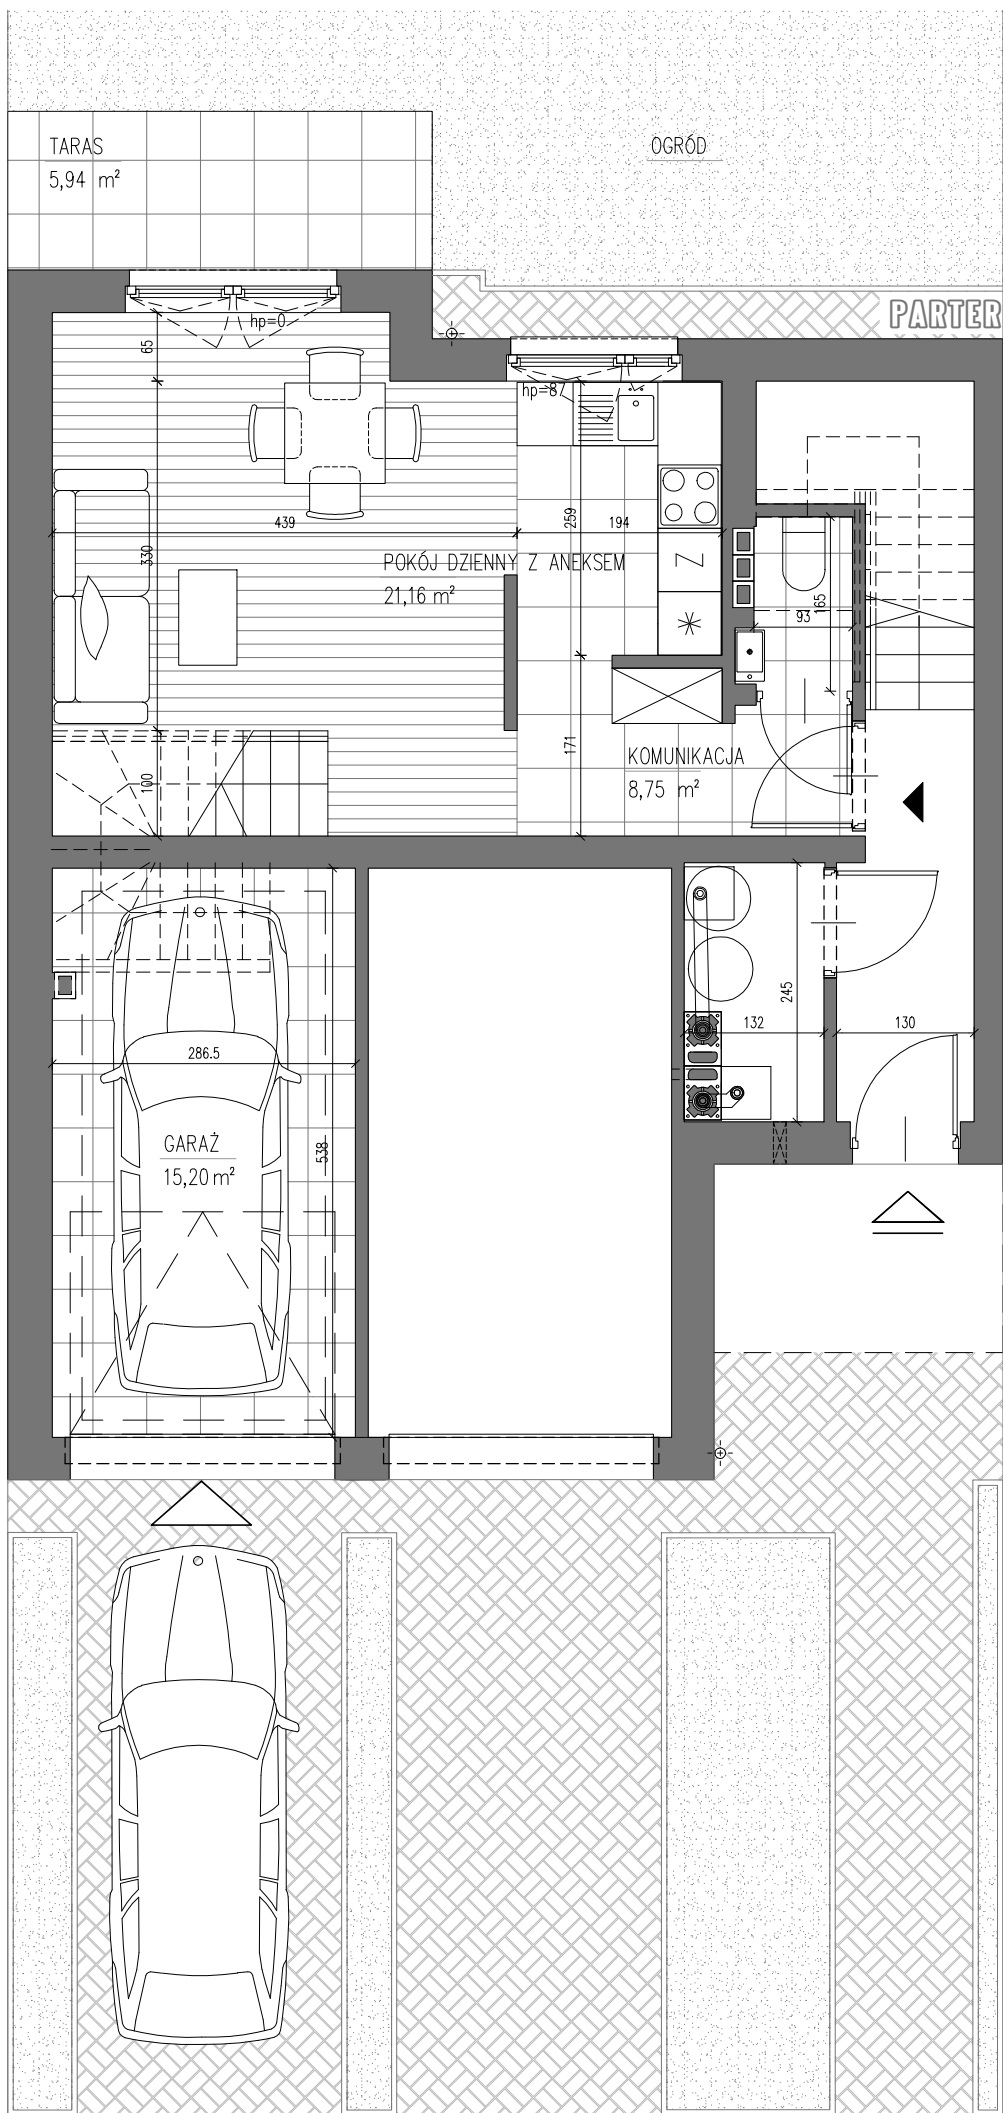 TARAS
5,94 m²
OGRÓD
PARTER
hp=0
65
hp=87
439
259
194
330
POKÓJ DZIENNY Z ANEKSEM
21,16 m²
Z
165
93
171
KOMUNIKACJA
8,75 m²
100
245
132
130
286.5
GARAŻ
15,20 m²
538